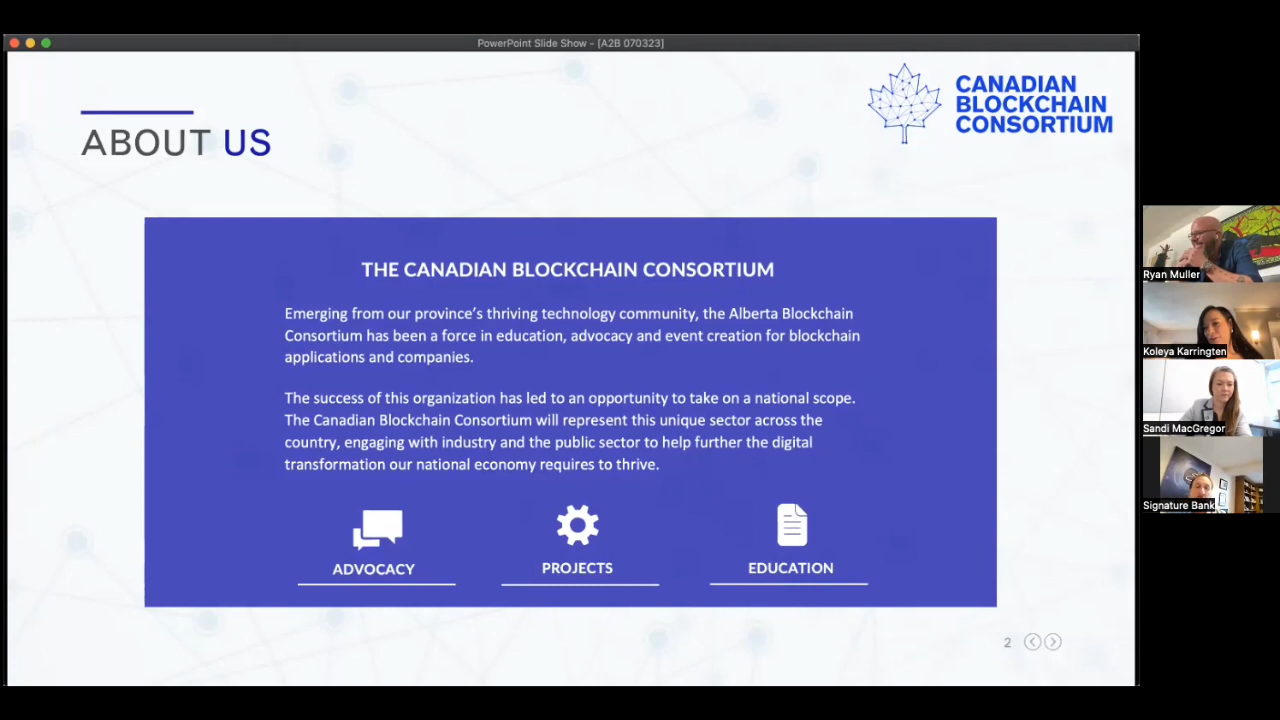 PowerPoint Slide Show - [A2B 070323]
CANADIAN
BLOCKCHAIN
CONSORTIUM
ABOUT US
THE CANADIAN BLOCKCHAIN CONSORTIUM
Emerging from our province's thriving technology community, the Alberta Blockchain
Consortium has been a force in education, advocacy and event creation for blockchain
applications and companies.
The success of this organization has led to an opportunity to take on a national scope.
The Canadian Blockchain Consortium will represent this unique sector across the
country, engaging with industry and the public sector to help further the digital
transformation our national economy requires to thrive.
ADVOCACY
PROJECTS
EDUCATION
2
Ryan Muller
Koleya Karringten
Sandi MacGregor
Signature Bank